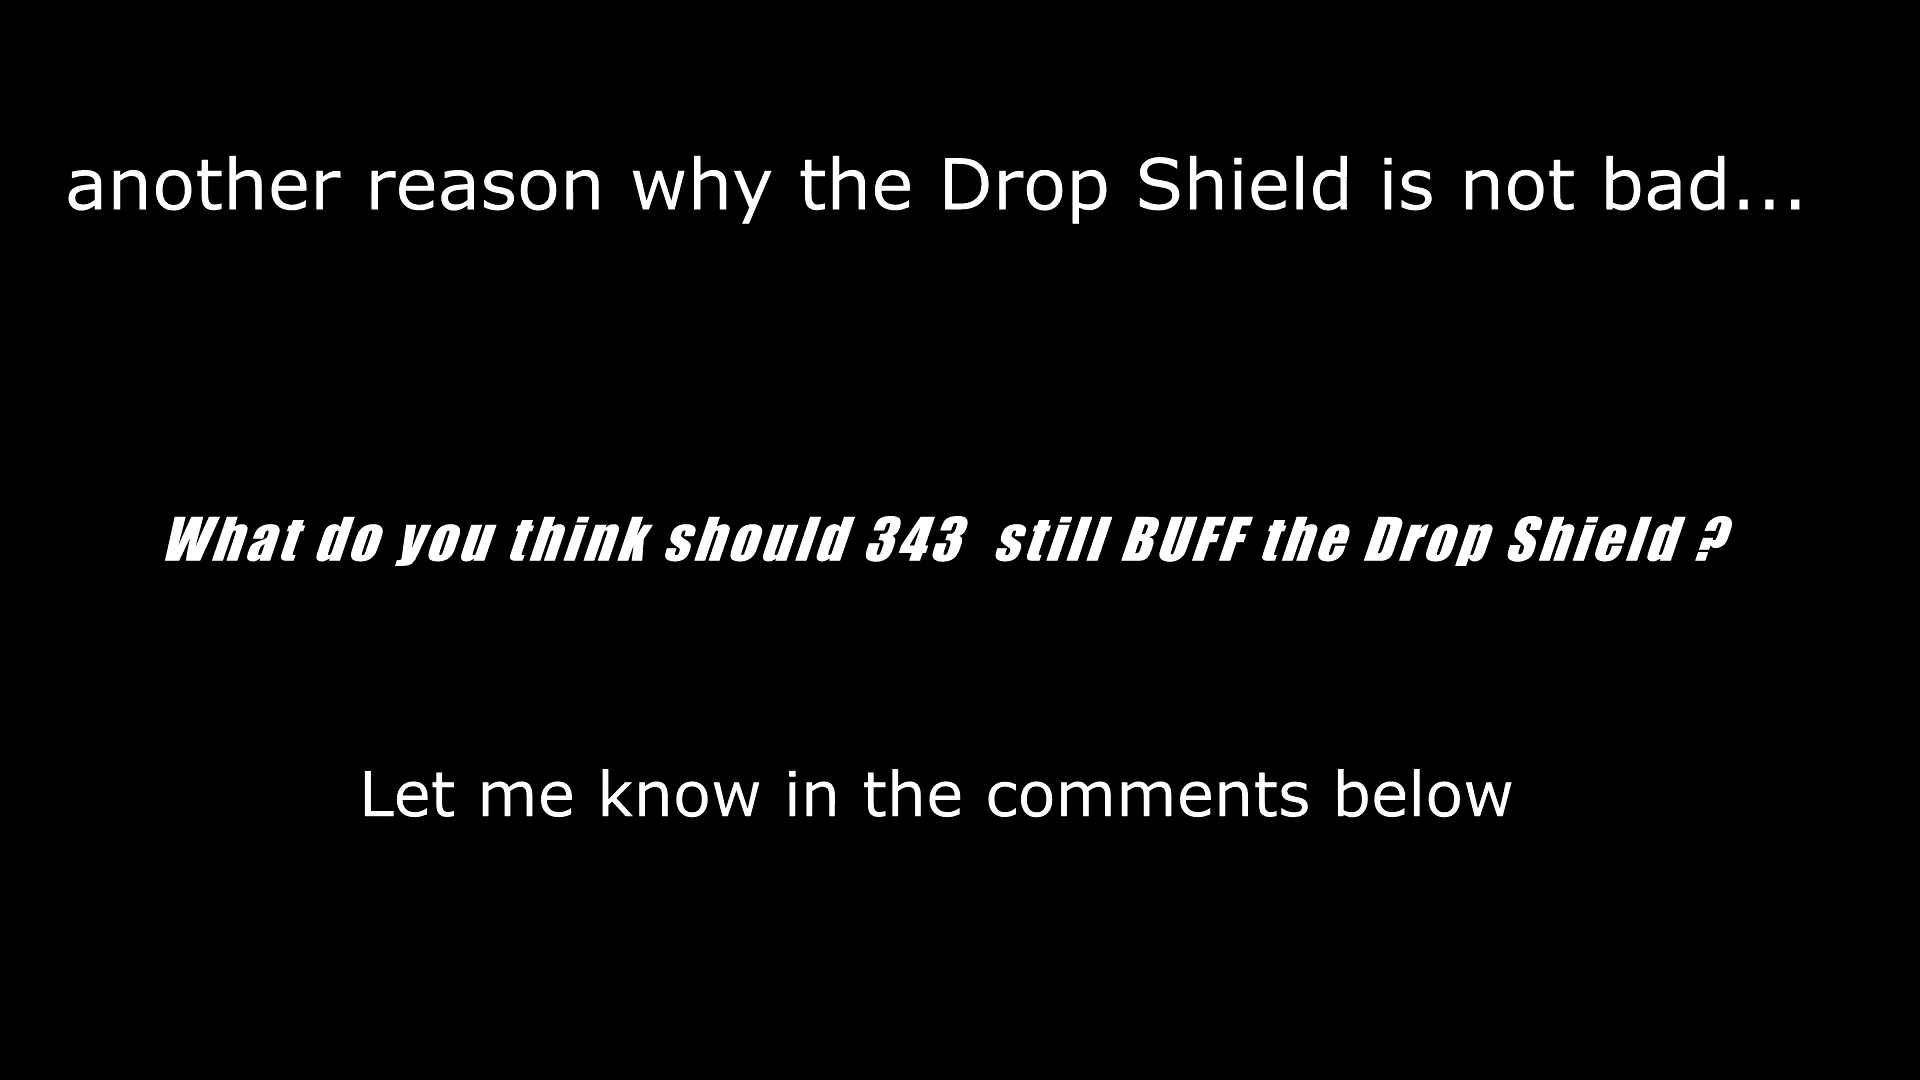 another reason why the Drop Shield is not bad...
What do you think should 343  still BUFF the Drop Shield ?
Let me know in the comments below